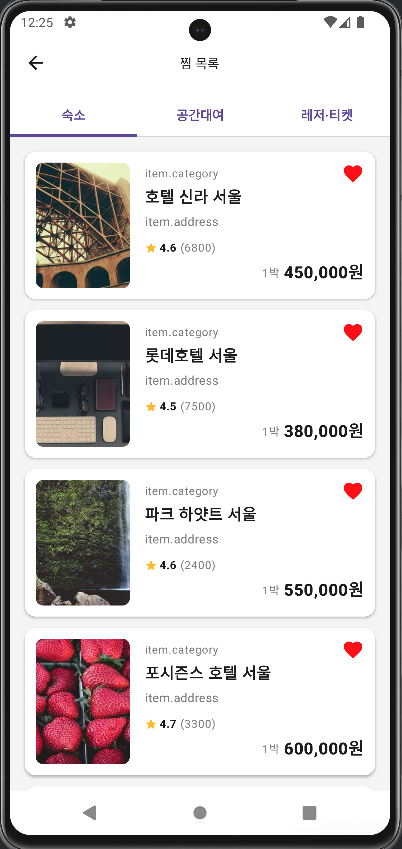 12:25
찜 목록
숙소 공간대여 레저·티켓
item.category
호텔 신라 서울
item.address
4.6 (6800)
1박 450,000원
item.category
롯데호텔 서울
item.address
4.5 (7500)
1박 380,000원
item.category
파크 하얏트 서울
item.address
4.6 (2400)
1박 550,000원
item.category
포시즌스 호텔 서울
item.address
4.7 (3300)
1박 600,000원